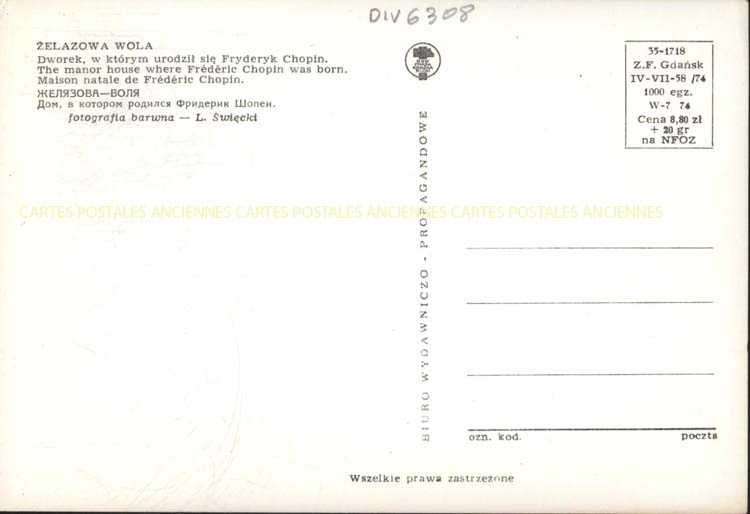 DIV 6308
ŻELAZOWA WOLA
Dworek, w którym urodził się Fryderyk Chopin.
The manor house where Frédéric Chopin was born.
Maison natale de Frédéric Chopin.
ЖЕЛЯЗОВА—ВОЛЯ
Дом, в котором родился Фридерик Шопен.
fotografia barwna — L. Święcki
35-1718
Z.F. Gdańsk
IV-VII-58 /74
1000 egz.
W-7 74
Cena 8,80 zł
+ 20 gr
na NFOZ
BIURO WYDAWNICZO - PROPAGANDOWE
CARTES POSTALES ANCIENNES CARTES POSTALES ANCIENNES CARTES POSTALES ANCIENNES
ozn. kod. poczta
Wszelkie prawa zastrzeżone